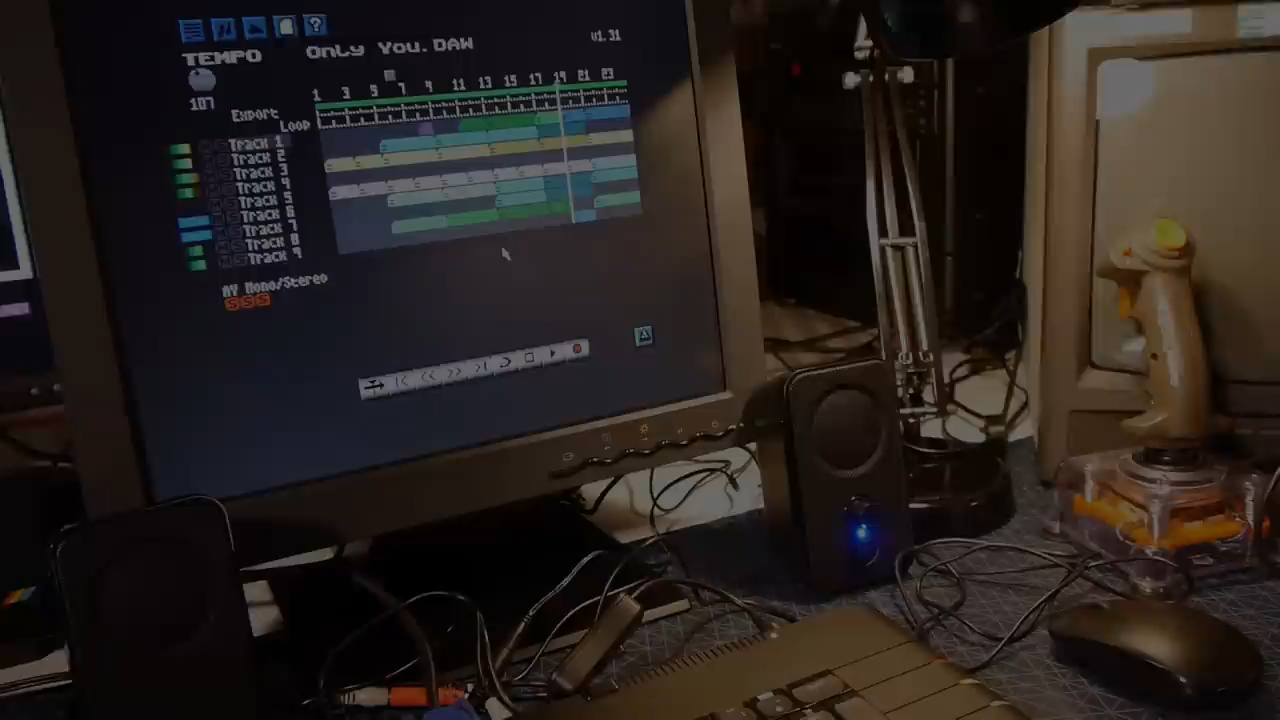 ?
TEMPO
Only You.DAW
v1.31
1 3 5 7 9 11 13 15 17 19 21 23
107
Export
Loop
M S Track 1
Track 2
Track 3
Track 4
Track 5
Track 6
Track 7
M S Track 8
M S Track 9
AY Mono/Stereo
SSS